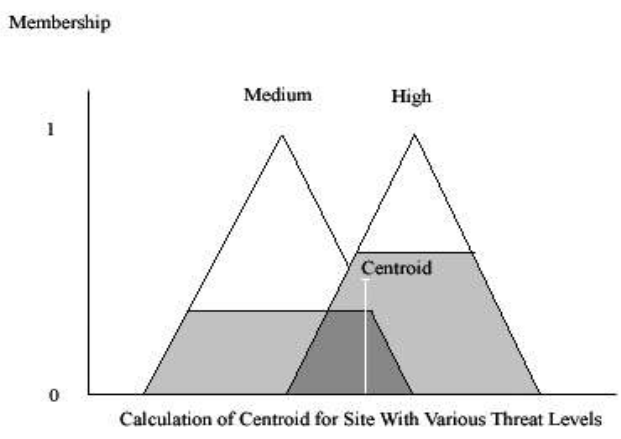 Membership
Medium High
1
Centroid
0
Calculation of Centroid for Site With Various Threat Levels